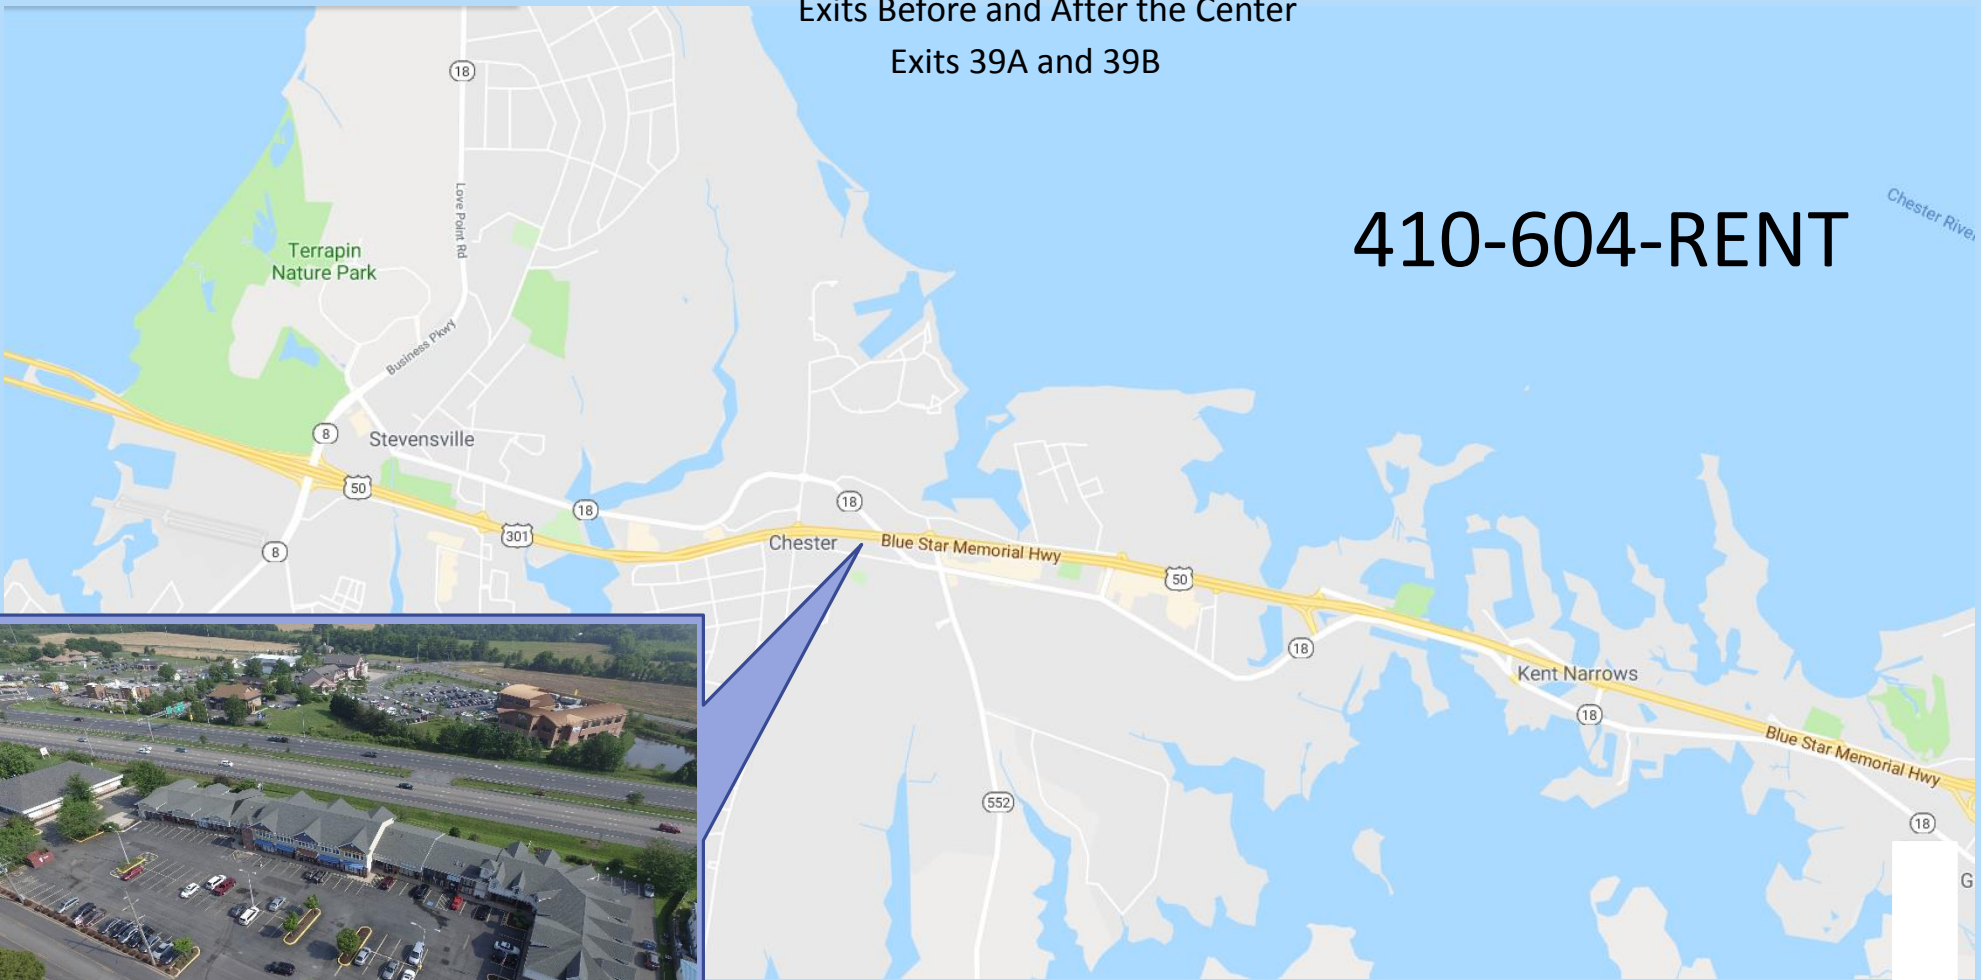 Exits Before and After the Center
Exits 39A and 39B
18
Love Point Rd
410-604-RENT
Chester River
Terrapin
Nature Park
Business Pkwy
8
Stevensville
50
18
301
18
8
Chester
Blue Star Memorial Hwy
50
18
Kent Narrows
18
Blue Star Memorial Hwy
552
18
G